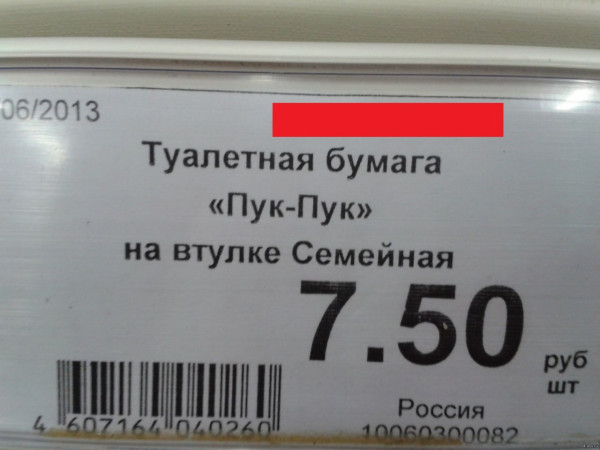 /06/2013
Туалетная бумага
«Пук-Пук»
на втулке Семейная
7.50
руб
шт
4 607164 040260
Россия
10060300082